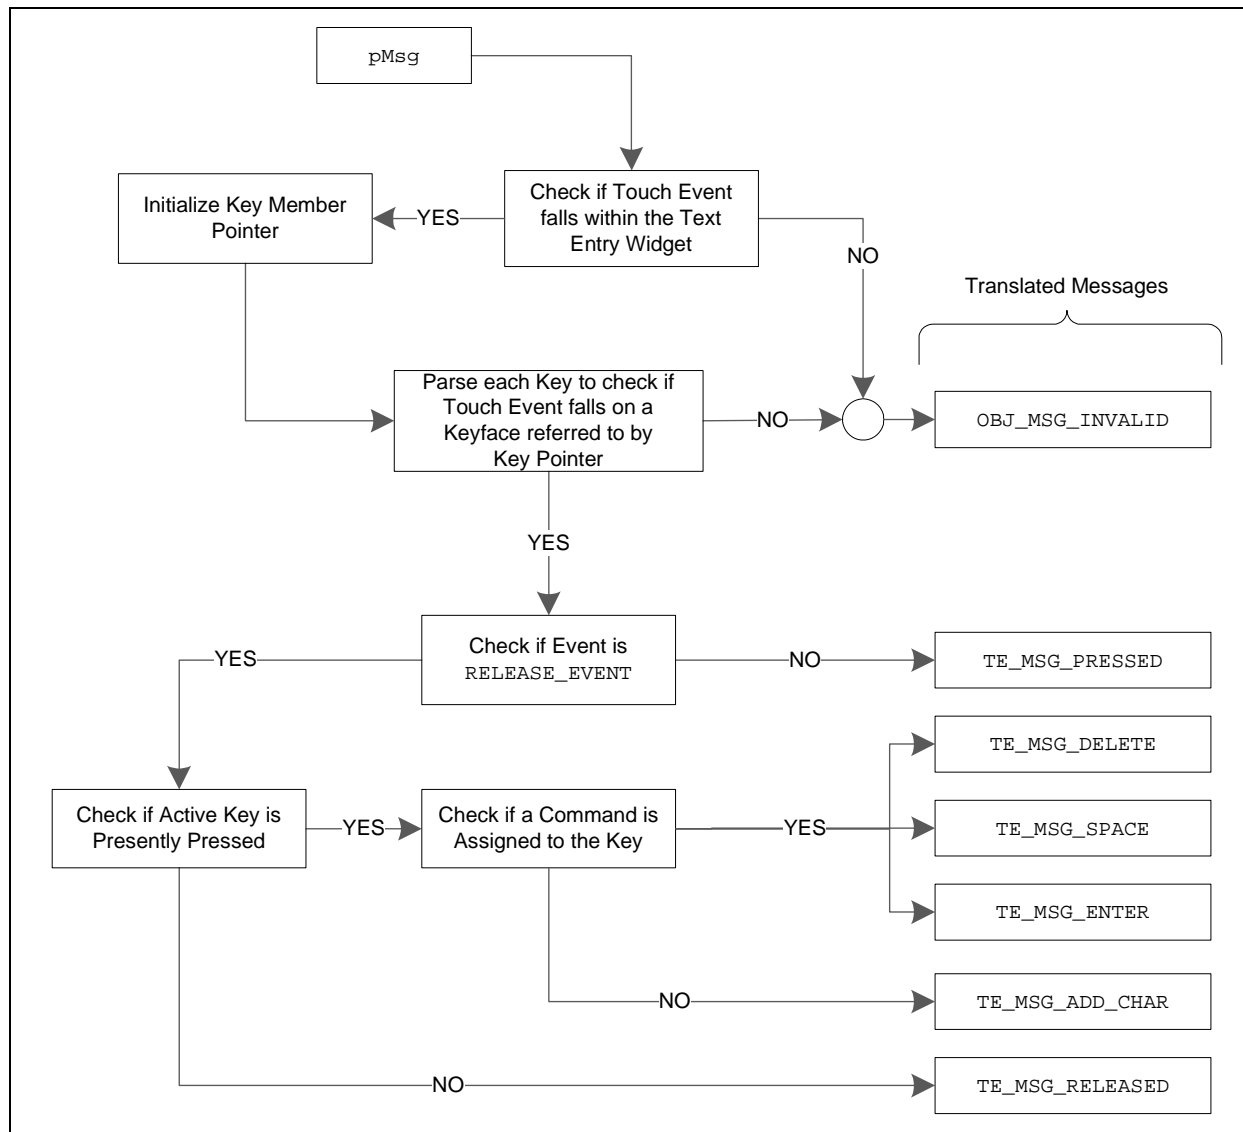 pMsg
Check if Touch Event
falls within the Text
Entry Widget
YES
Initialize Key Member
Pointer
NO
Translated Messages
Parse each Key to check if
Touch Event falls on a
Keyface referred to by
Key Pointer
NO
OBJ_MSG_INVALID
YES
Check if Event is
RELEASE_EVENT
YES
NO
TE_MSG_PRESSED
TE_MSG_DELETE
Check if Active Key is
Presently Pressed
YES
Check if a Command is
Assigned to the Key
YES
TE_MSG_SPACE
TE_MSG_ENTER
NO
TE_MSG_ADD_CHAR
NO
TE_MSG_RELEASED